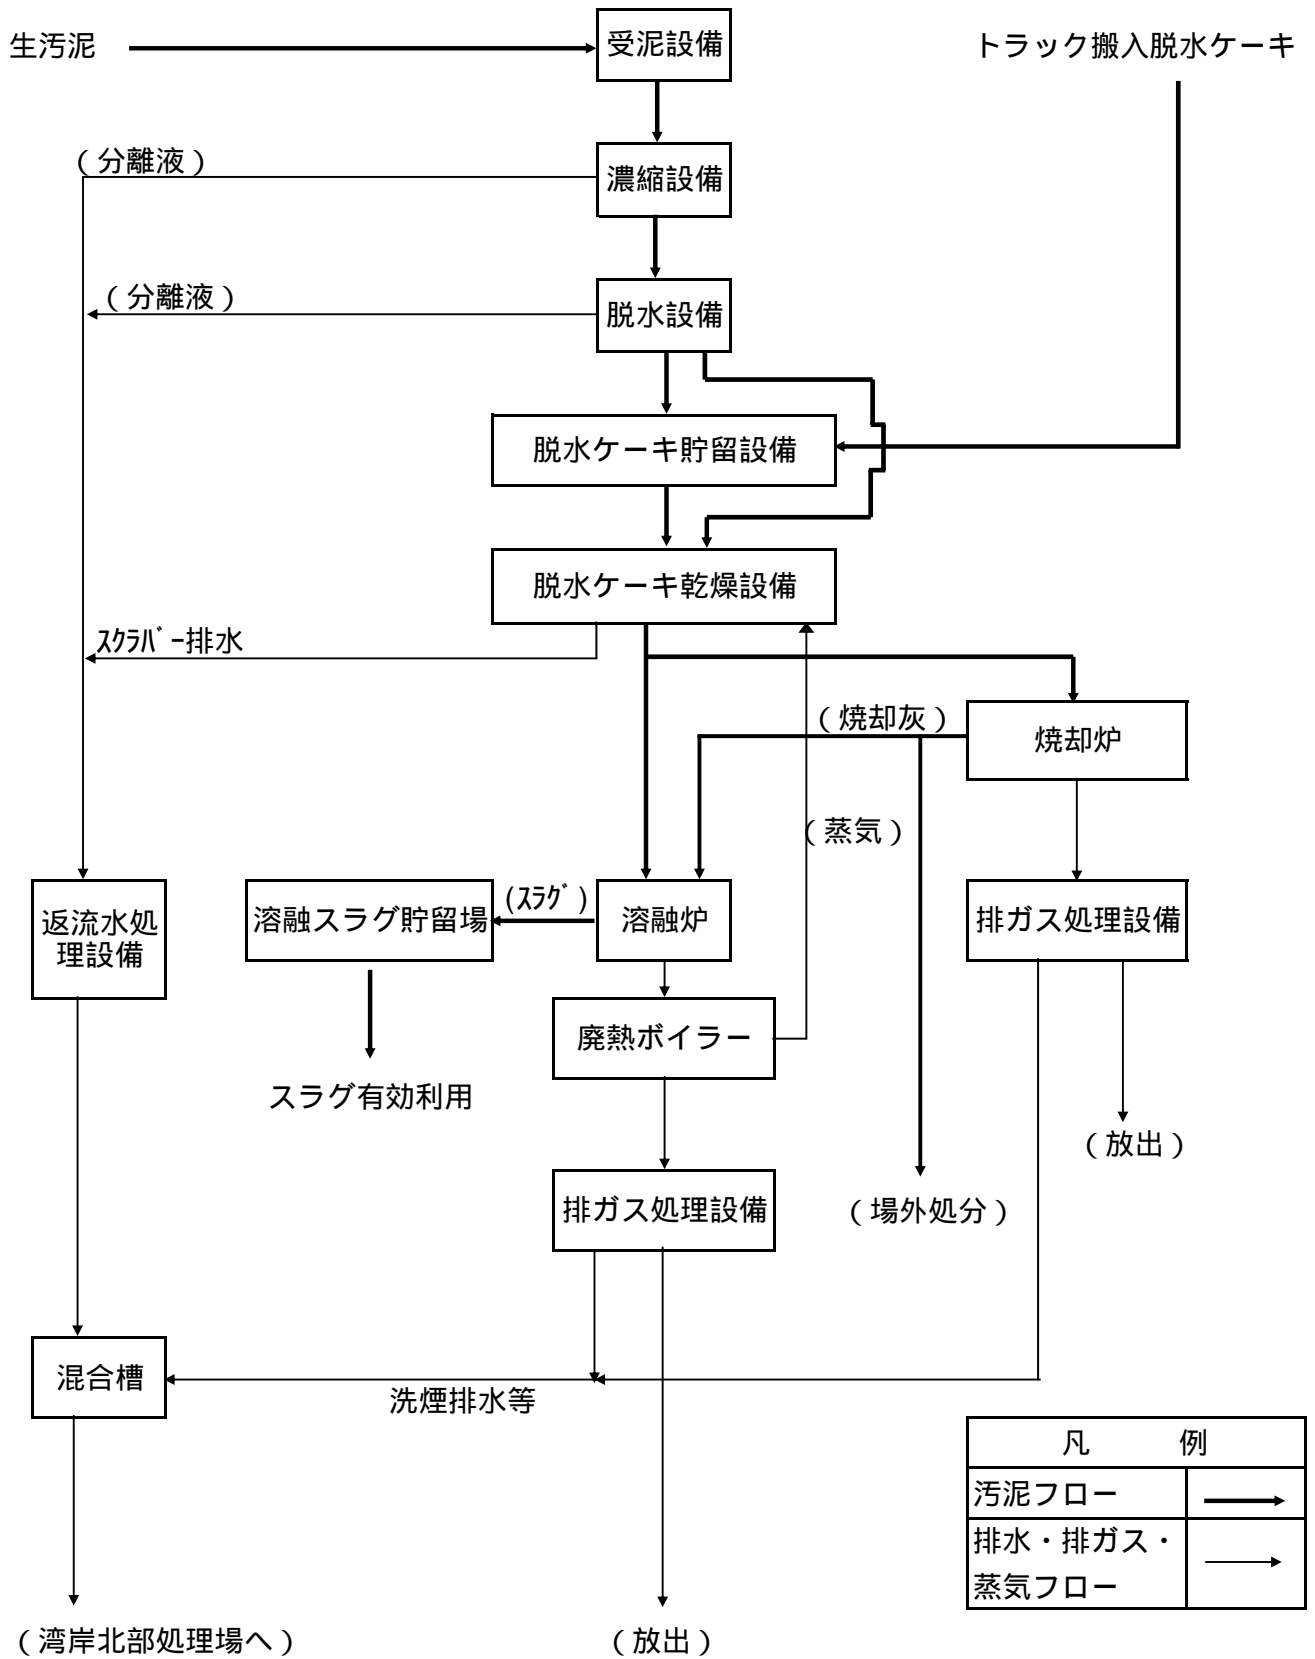 生汚泥
受泥設備
トラック搬入脱水ケーキ
(分離液)
濃縮設備
(分離液)
脱水設備
脱水ケーキ貯留設備
脱水ケーキ乾燥設備
ｽｸﾗﾊﾞｰ排水
(焼却灰)
焼却炉
(蒸気)
返流水処
理設備
溶融スラグ貯留場
(ｽﾗｸﾞ)
溶融炉
排ガス処理設備
廃熱ボイラー
スラグ有効利用
(放出)
排ガス処理設備
(場外処分)
混合槽
洗煙排水等
凡 例
汚泥フロー
排水・排ガス・
蒸気フロー
(湾岸北部処理場へ)
(放出)